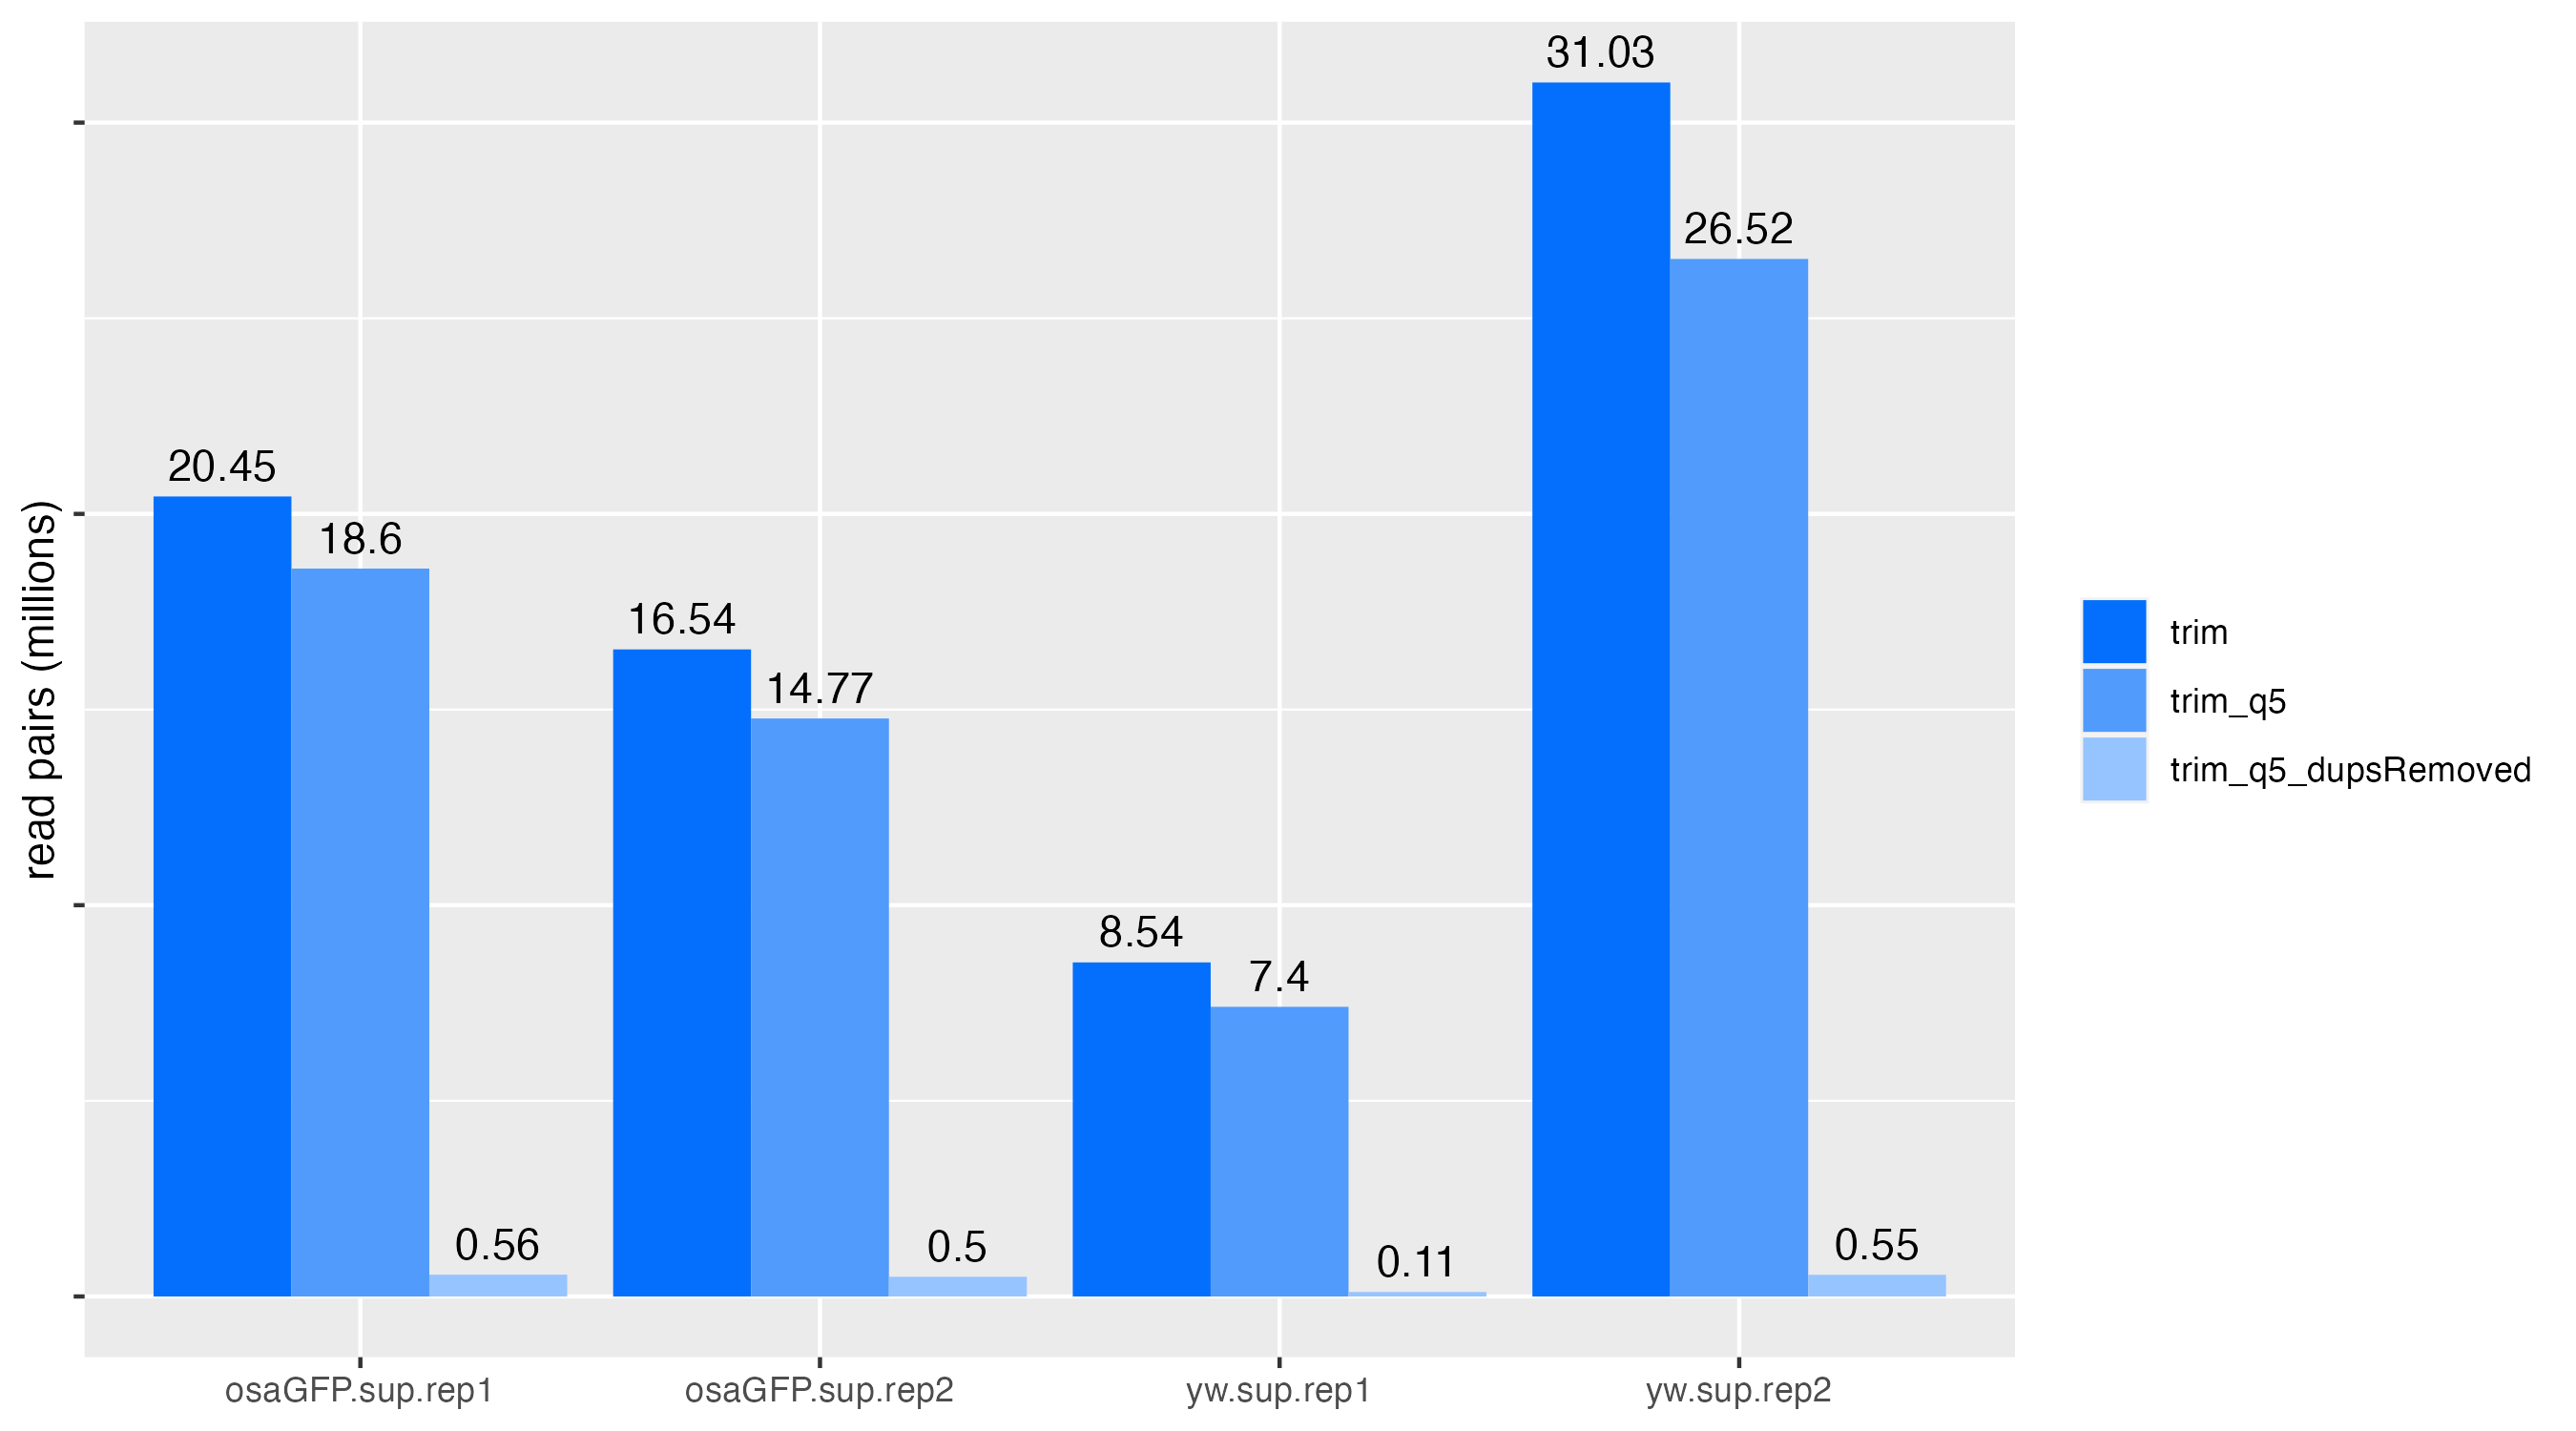 read pairs (millions)
20.45
18.6
0.56
16.54
14.77
0.5
8.54
7.4
0.11
31.03
26.52
0.55
osaGFP.sup.rep1
osaGFP.sup.rep2
yw.sup.rep1
yw.sup.rep2
trim
trim_q5
trim_q5_dupsRemoved